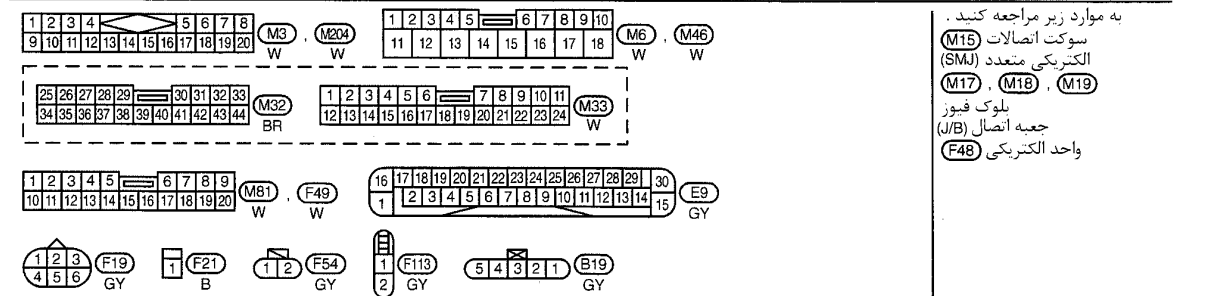 1 2 3 4 5 6 7 8
9 10 11 12 13 14 15 16 17 18 19 20
M3 , M204
W W
1 2 3 4 5 6 7 8 9 10
11 12 13 14 15 16 17 18
M6 , M46
W W
25 26 27 28 29 30 31 32 33
34 35 36 37 38 39 40 41 42 43 44
M32
BR
1 2 3 4 5 6 7 8 9 10 11
12 13 14 15 16 17 18 19 20 21 22 23 24
M33
W
1 2 3 4 5 6 7 8 9
10 11 12 13 14 15 16 17 18 19 20
M81 , F49
W W
16 17 18 19 20 21 22 23 24 25 26 27 28 29 30
1 2 3 4 5 6 7 8 9 10 11 12 13 14 15
E9
GY
1 2 3
4 5 6
F19
GY
1
F21
B
1 2
F54
GY
1
2
F113
GY
5 4 3 2 1
B19
GY
به موارد زیر مراجعه کنید .
سوکت اتصالات M15
الکتریکی متعدد (SMJ)
M17 , M18 , M19
بلوک فیوز
جعبه اتصال (J/B)
واحد الکتریکی F48